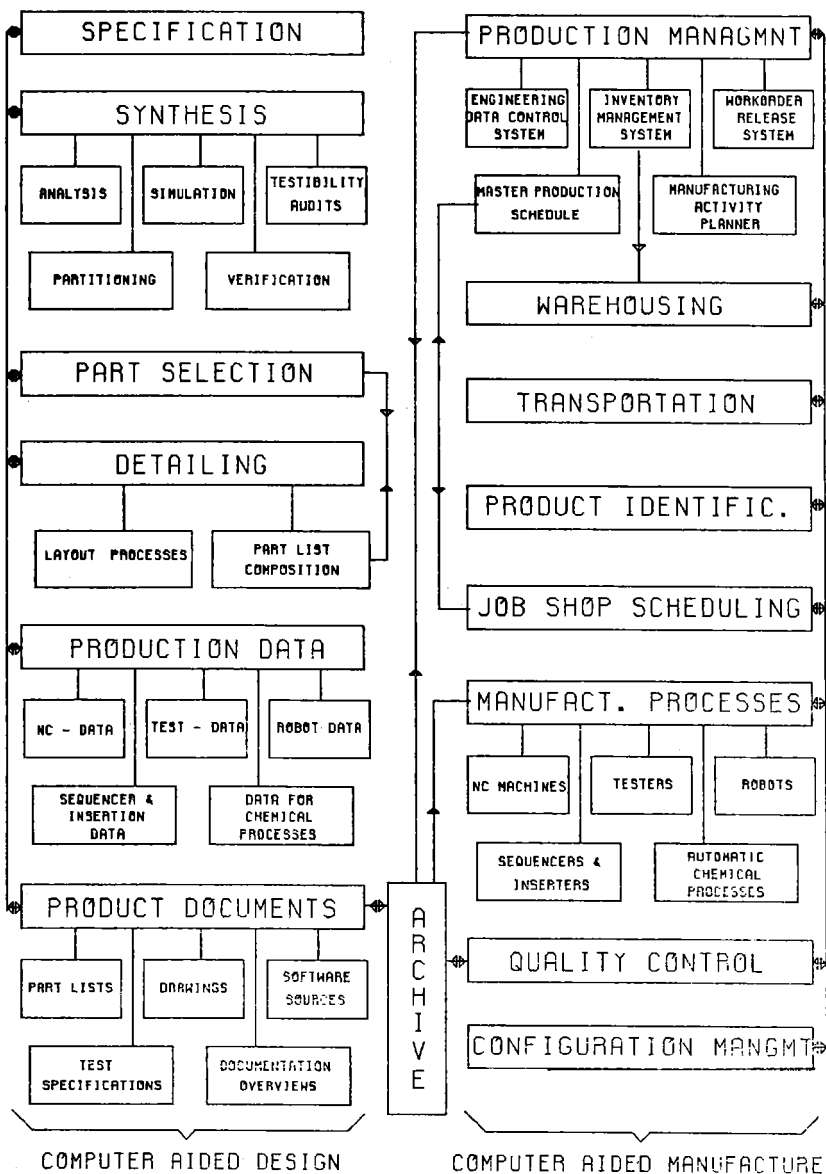 SPECIFICATION
SYNTHESIS
ANALYSIS
SIMULATION
TESTIBILITY
AUDITS
PARTITIONING
VERIFICATION
PART SELECTION
DETAILING
LAYOUT PROCESSES
PART LIST
COMPOSITION
PRODUCTION DATA
NC - DATA
TEST - DATA
ROBOT DATA
SEQUENCER &
INSERTION
DATA
DATA FOR
CHEMICAL
PROCESSES
PRODUCT DOCUMENTS
PART LISTS
DRAWINGS
SOFTWARE
SOURCES
TEST
SPECIFICATIONS
DOCUMENTATION
OVERVIEWS
COMPUTER AIDED DESIGN
ARCHIVE
PRODUCTION MANAGMNT
ENGINEERING
DATA CONTROL
SYSTEM
INVENTORY
MANAGEMENT
SYSTEM
WORKORDER
RELEASE
SYSTEM
MASTER PRODUCTION
SCHEDULE
MANUFACTURING
ACTIVITY
PLANNER
WAREHOUSING
TRANSPORTATION
PRODUCT IDENTIFIC.
JOB SHOP SCHEDULING
MANUFACT. PROCESSES
NC MACHINES
TESTERS
ROBOTS
SEQUENCERS &
INSERTERS
AUTOMATIC
CHEMICAL
PROCESSES
QUALITY CONTROL
CONFIGURATION MANGMT
COMPUTER AIDED MANUFACTURE